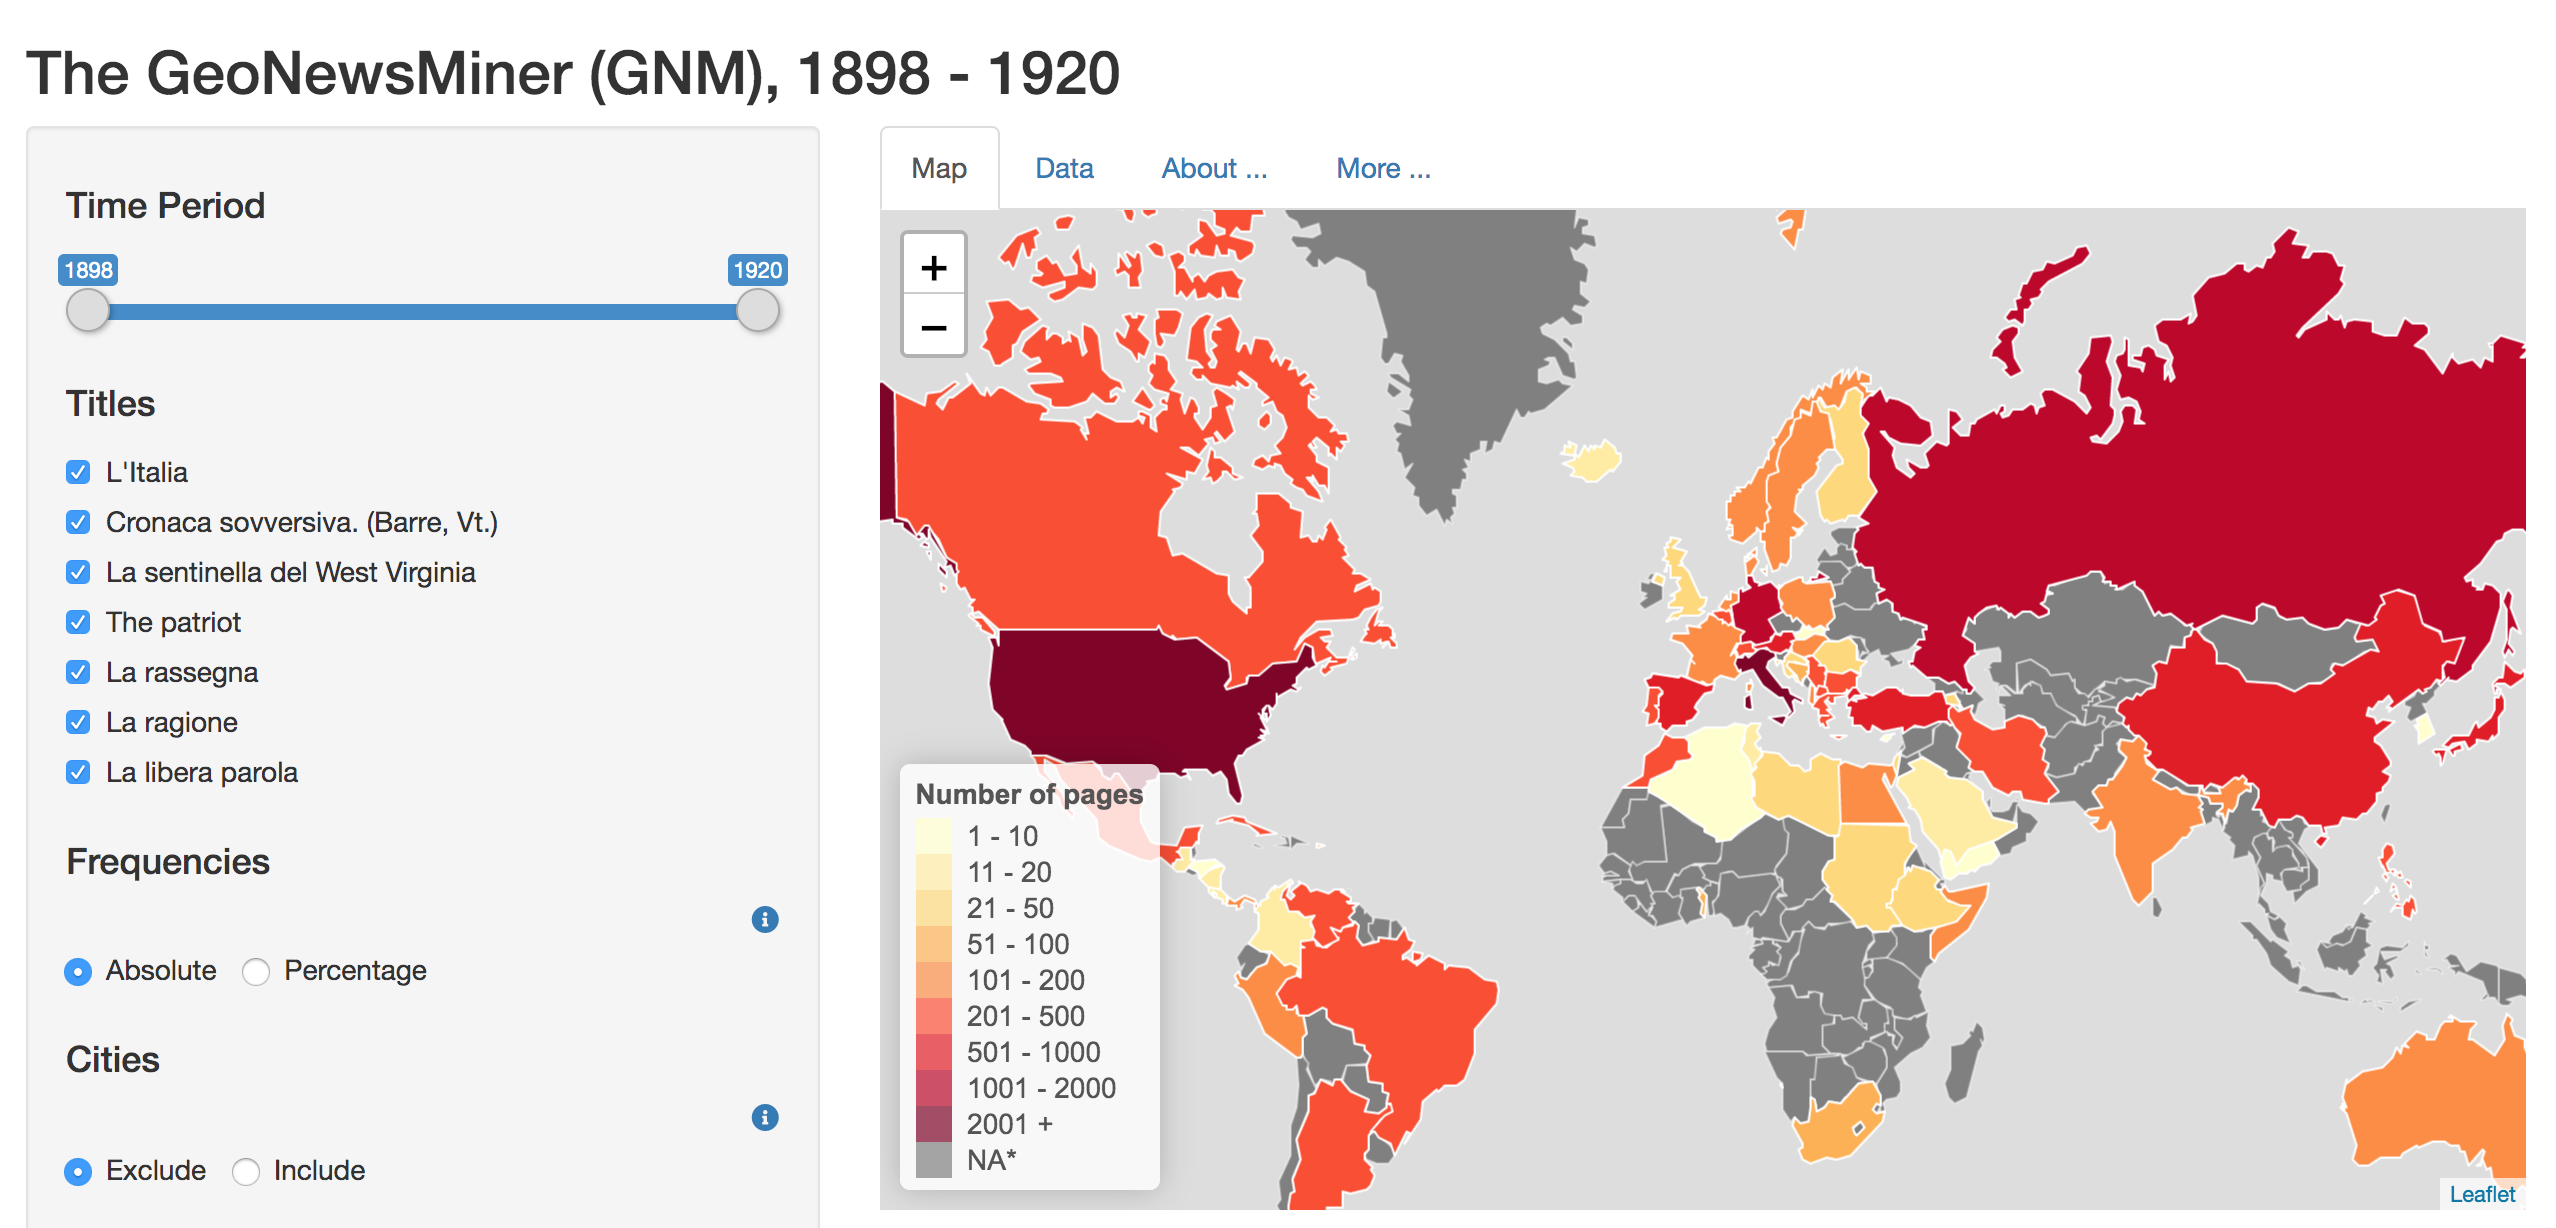 The GeoNewsMiner (GNM), 1898 - 1920
Time Period
1898
1920
Titles
L'Italia
Cronaca sovversiva. (Barre, Vt.)
La sentinella del West Virginia
The patriot
La rassegna
La ragione
La libera parola
Frequencies
Absolute
Percentage
Cities
Exclude
Include
Map
Data
About ...
More ...
+
−
Number of pages
1 - 10
11 - 20
21 - 50
51 - 100
101 - 200
201 - 500
501 - 1000
1001 - 2000
2001 +
NA*
Leaflet